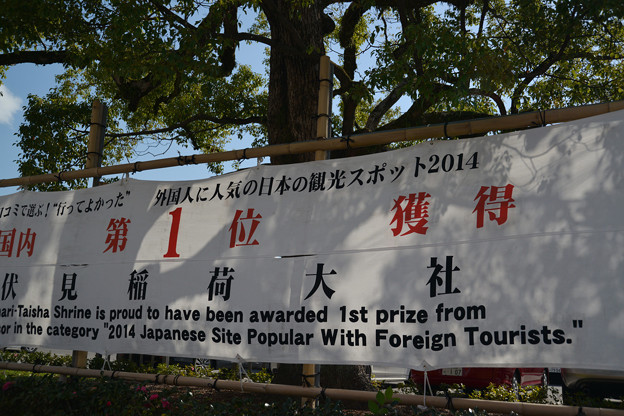 口コミで選ぶ! "行ってよかった" 外国人に人気の日本の観光スポット2014
国内 第1位 獲得
伏見稲荷大社
ari-Taisha Shrine is proud to have been awarded 1st prize from
or in the category "2014 Japanese Site Popular With Foreign Tourists."